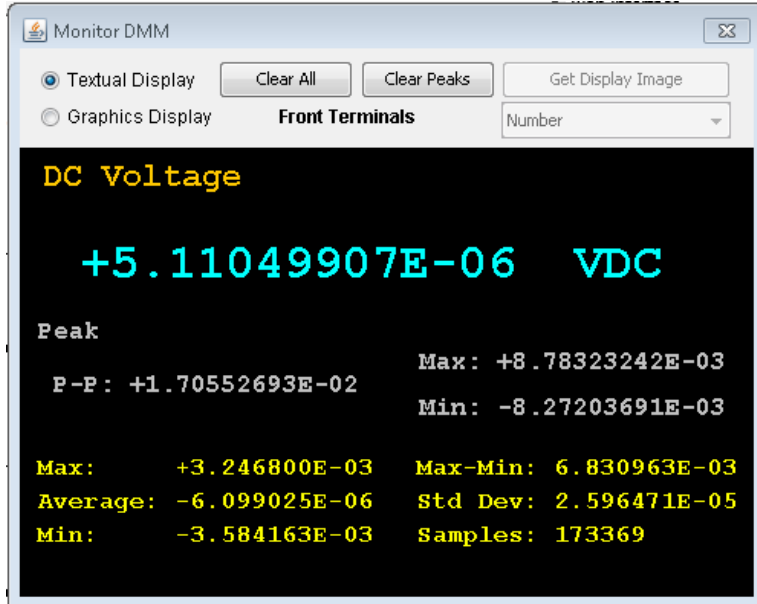 Monitor DMM
Textual Display Clear All Clear Peaks Get Display Image
Graphics Display Front Terminals Number
DC Voltage
+5.11049907E-06 VDC
Peak
P-P: +1.70552693E-02
Max: +8.78323242E-03
Min: -8.27203691E-03
Max: +3.246800E-03 Max-Min: 6.830963E-03
Average: -6.099025E-06 Std Dev: 2.596471E-05
Min: -3.584163E-03 Samples: 173369